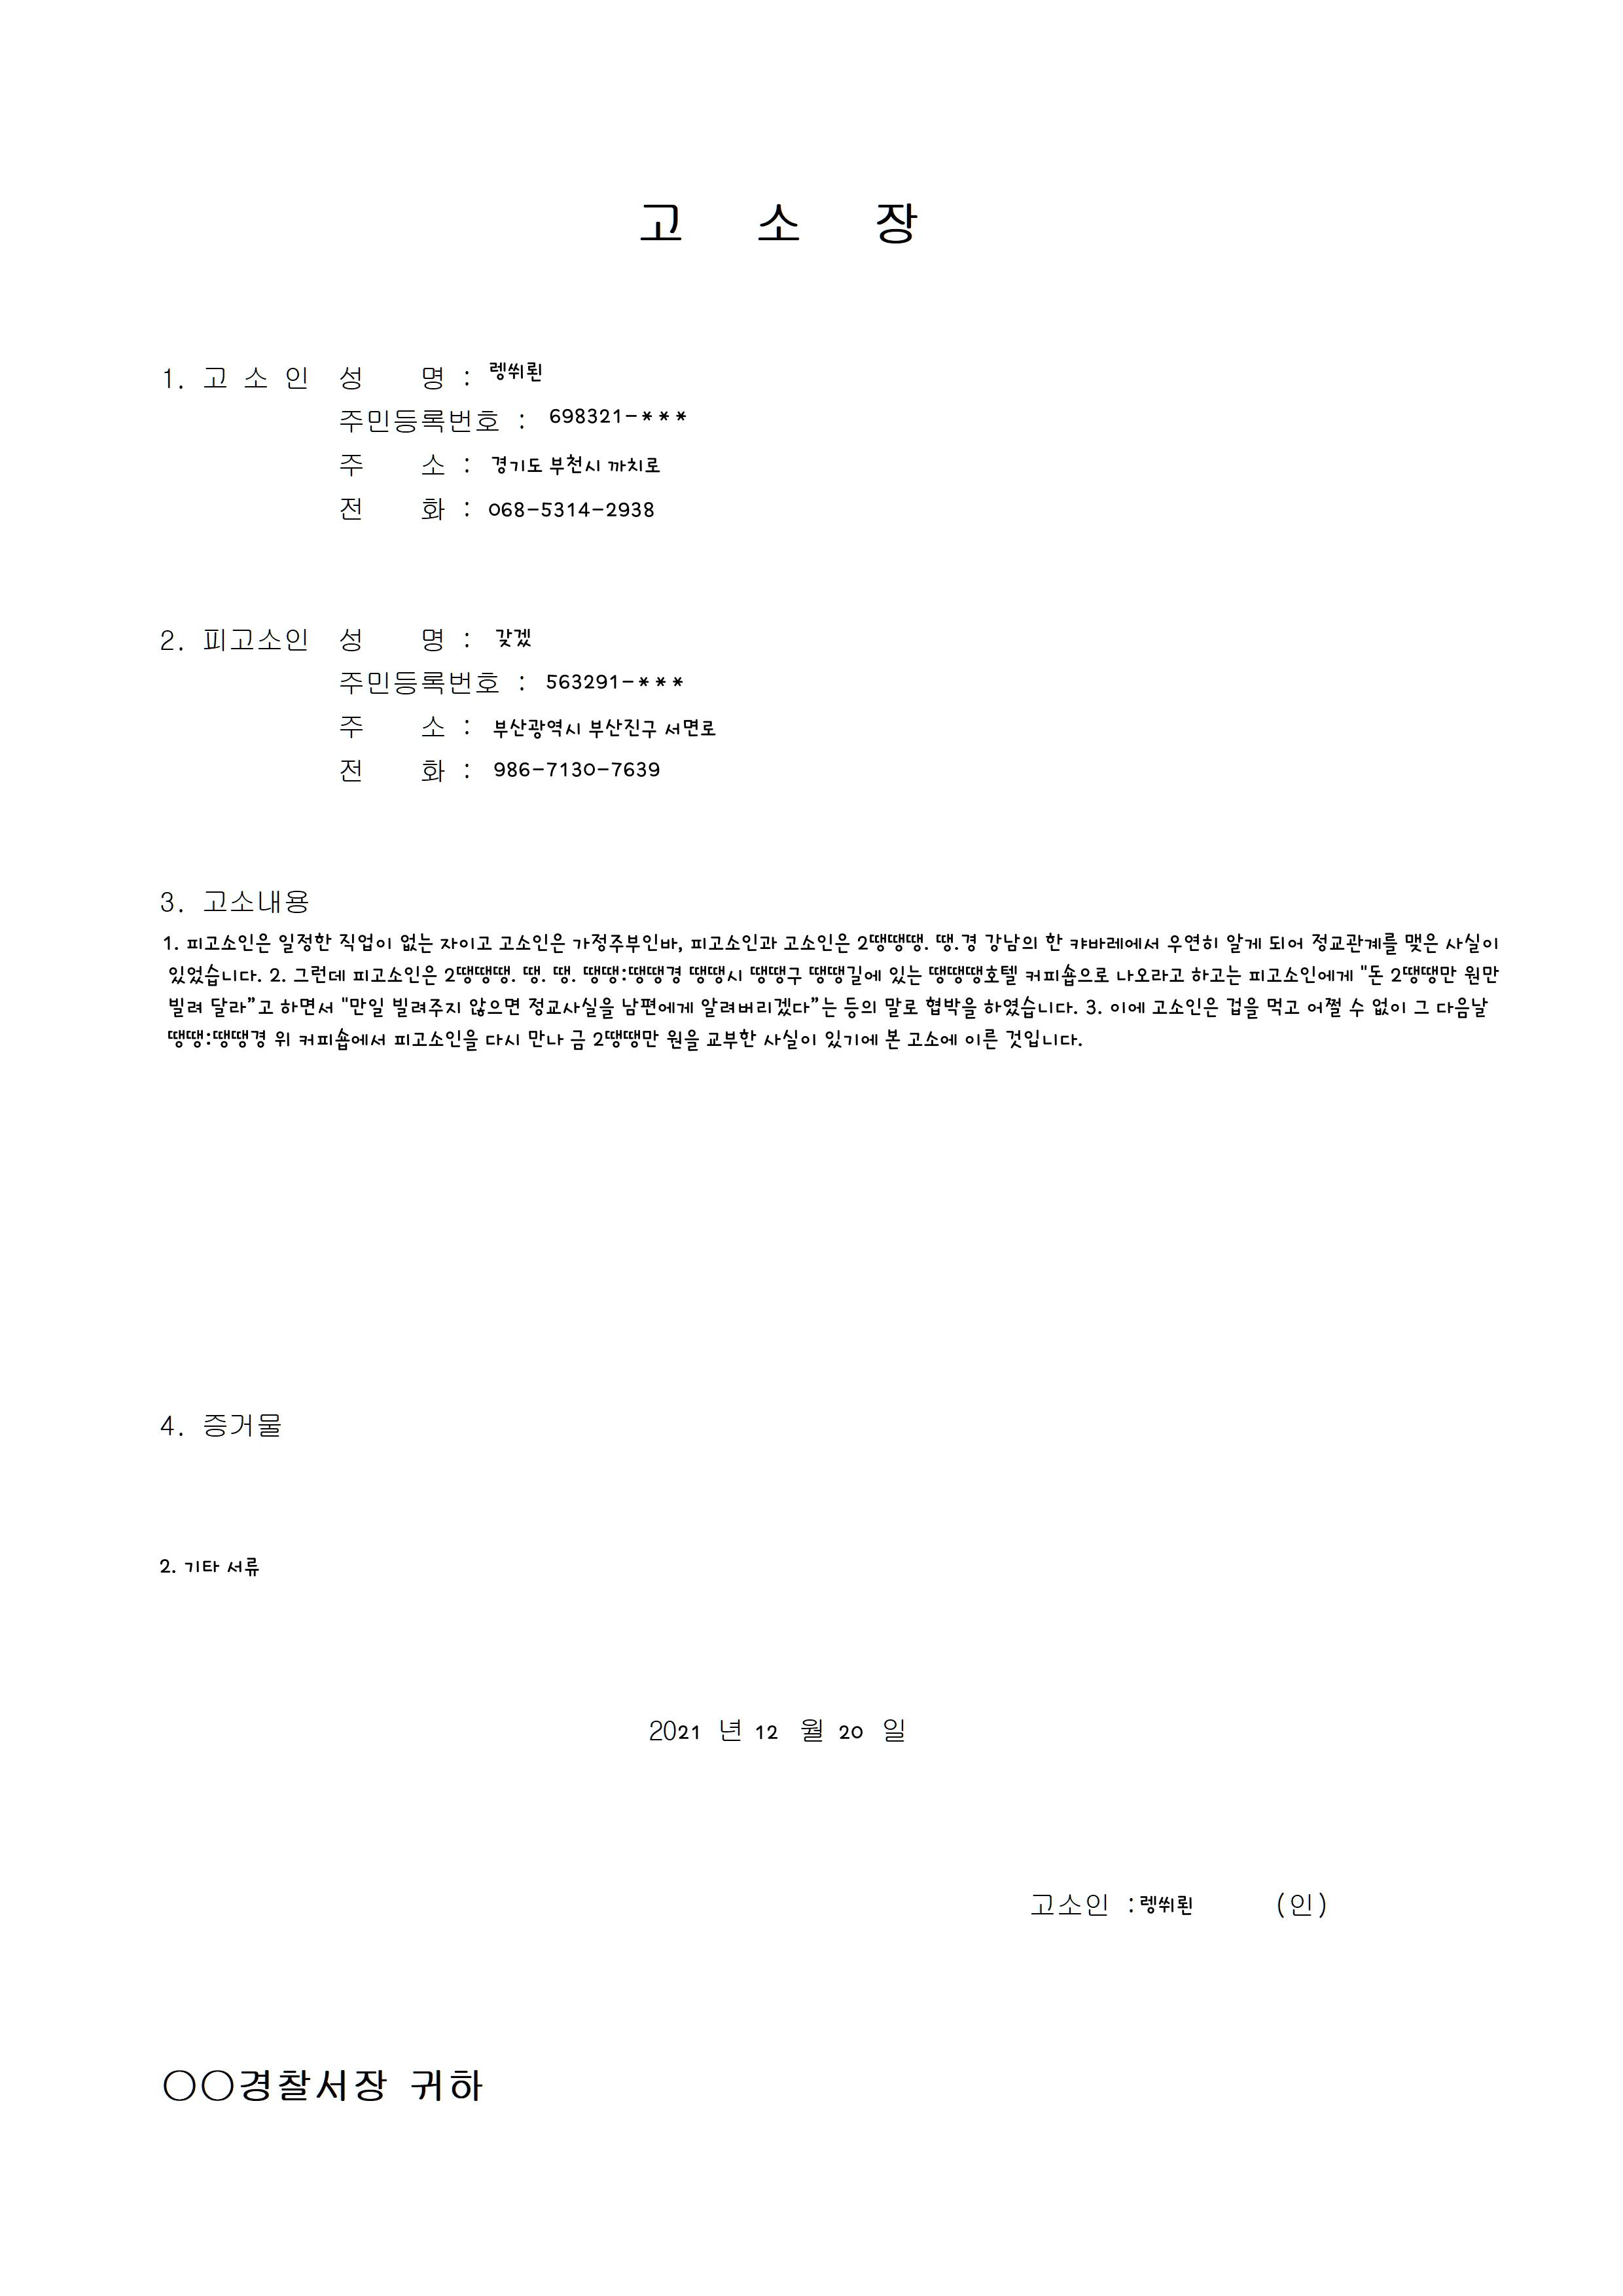 고 소 장
1. 고 소 인 성 명 : 렝쒸뢴
주민등록번호 : 698321-***
주 소 : 경기도 부천시 까치로
전 화 : 068-5314-2938
2. 피고소인 성 명 : 갖겠
주민등록번호 : 563291-***
주 소 : 부산광역시 부산진구 서면로
전 화 : 986-7130-7639
3. 고소내용
1. 피고소인은 일정한 직업이 없는 자이고 고소인은 가정주부인바, 피고소인과 고소인은 2땡땡땡. 땡.경 강남의 한 캬바레에서 우연히 알게 되어 정교관계를 맺은 사실이
있었습니다. 2. 그런데 피고소인은 2땡땡땡. 땡. 땡. 땡땡:땡땡경 땡땡시 땡땡구 땡땡길에 있는 땡땡땡호텔 커피숍으로 나오라고 하고는 피고소인에게 "돈 2땡땡만 원만
빌려 달라”고 하면서 "만일 빌려주지 않으면 정교사실을 남편에게 알려버리겠다”는 등의 말로 협박을 하였습니다. 3. 이에 고소인은 겁을 먹고 어쩔 수 없이 그 다음날
땡땡:땡땡경 위 커피숍에서 피고소인을 다시 만나 금 2땡땡만 원을 교부한 사실이 있기에 본 고소에 이른 것입니다.
4. 증거물
2. 기타 서류
2021 년 12 월 20 일
고소인 :렝쒸뢴 (인)
○○경찰서장 귀하